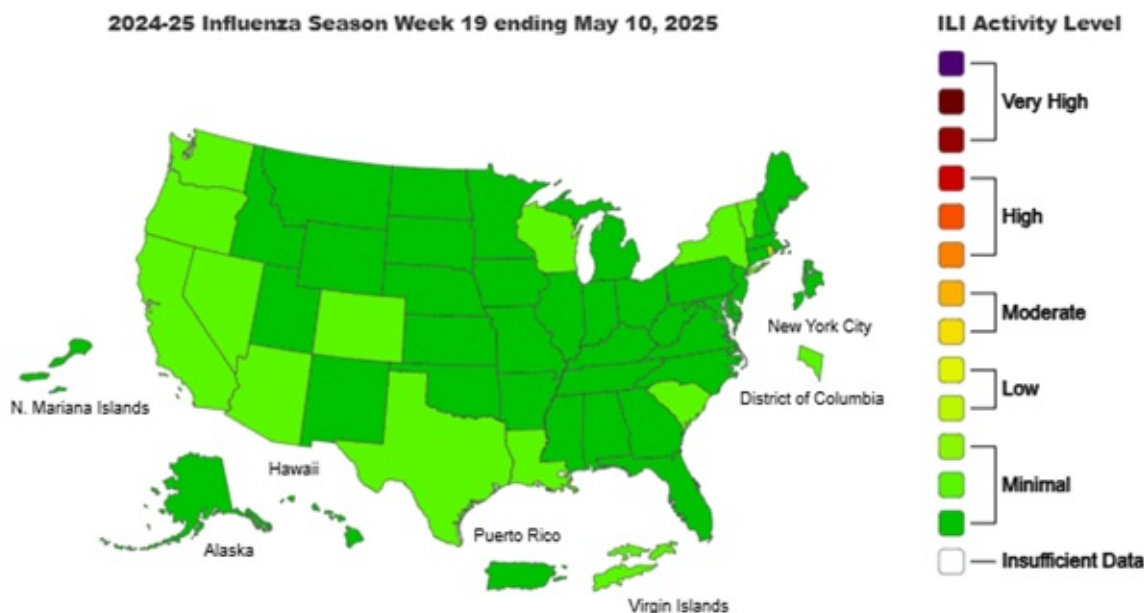 2024-25 Influenza Season Week 19 ending May 10, 2025
ILI Activity Level
Very High
High
Moderate
Low
Minimal
Insufficient Data
New York City
District of Columbia
N. Mariana Islands
Hawaii
Alaska
Puerto Rico
Virgin Islands